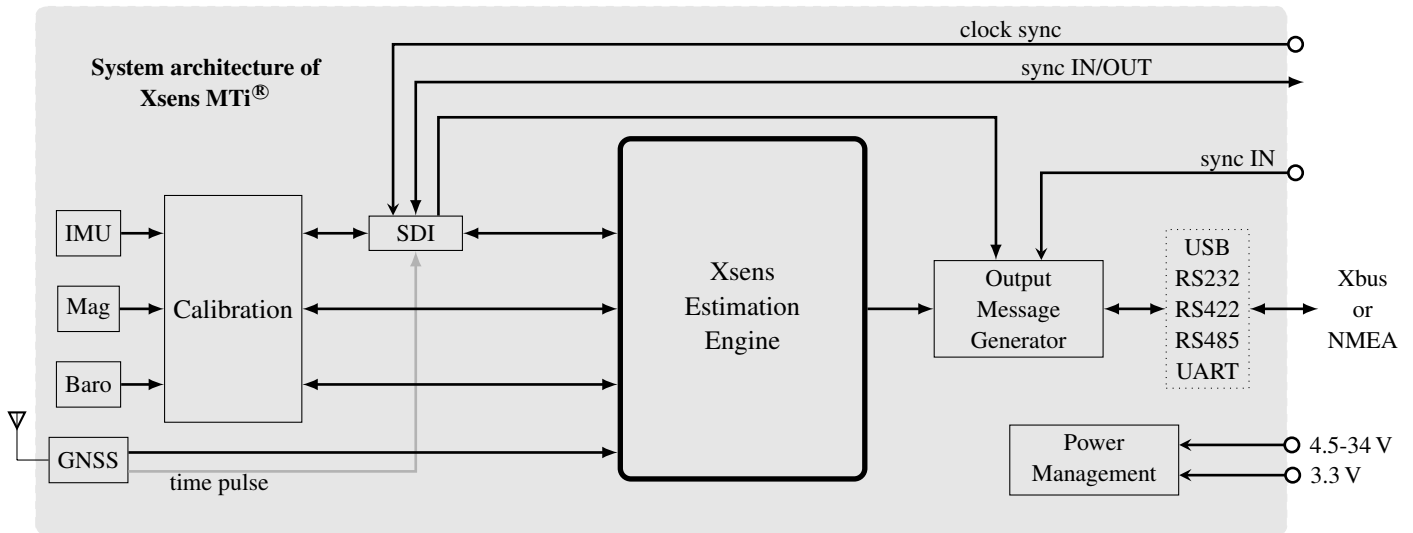 System architecture of
Xsens MTi®
clock sync
sync IN/OUT
sync IN
IMU
Mag
Baro
GNSS
time pulse
Calibration
SDI
Xsens
Estimation
Engine
Output
Message
Generator
USB
RS232
RS422
RS485
UART
Xbus
or
NMEA
Power
Management
4.5-34 V
3.3 V